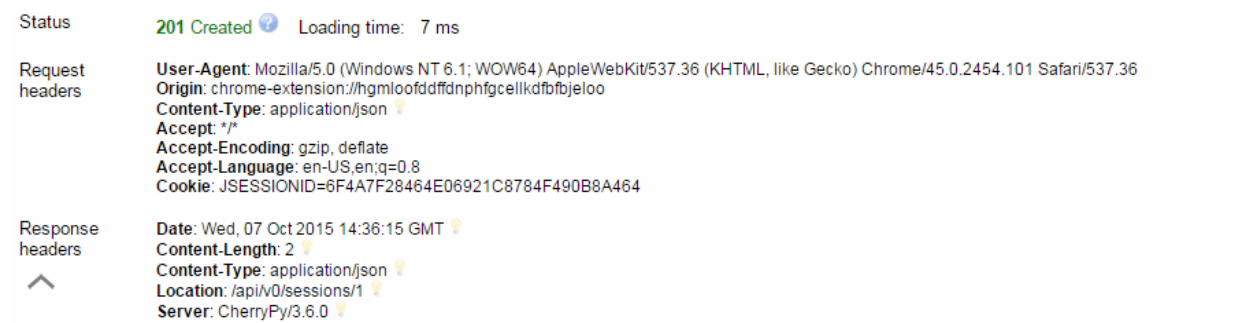 Status 201 Created ? Loading time: 7 ms
Request headers
User-Agent: Mozilla/5.0 (Windows NT 6.1; WOW64) AppleWebKit/537.36 (KHTML, like Gecko) Chrome/45.0.2454.101 Safari/537.36
Origin: chrome-extension://hgmloofddffdnphfgcellkdfbfbjeloo
Content-Type: application/json
Accept: */*
Accept-Encoding: gzip, deflate
Accept-Language: en-US,en;q=0.8
Cookie: JSESSIONID=6F4A7F28464E06921C8784F490B8A464
Response headers
Date: Wed, 07 Oct 2015 14:36:15 GMT
Content-Length: 2
Content-Type: application/json
Location: /api/v0/sessions/1
Server: CherryPy/3.6.0